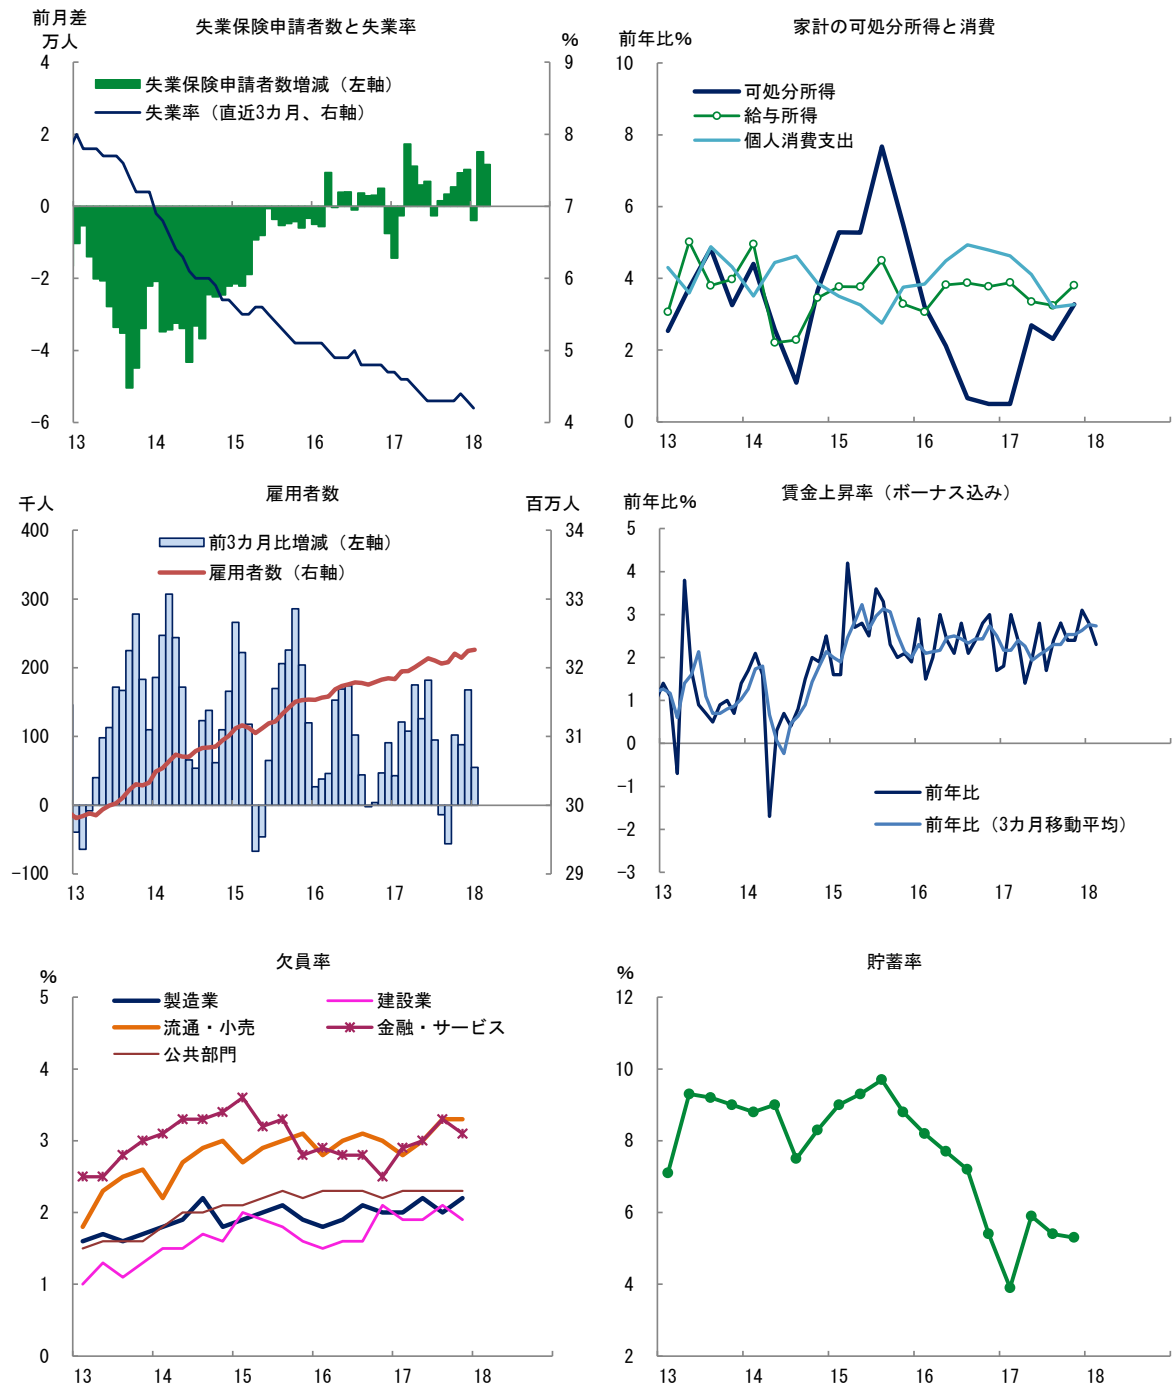 失業保険申請者数と失業率
前月差
万人
%
失業保険申請者数増減（左軸）
失業率（直近3カ月、右軸）
4
2
0
−2
−4
−6
9
8
7
6
5
4
13 14 15 16 17 18
家計の可処分所得と消費
前年比%
可処分所得
給与所得
個人消費支出
10
8
6
4
2
0
13 14 15 16 17 18
雇用者数
千人
百万人
前3カ月比増減（左軸）
雇用者数（右軸）
400
300
200
100
0
−100
34
33
32
31
30
29
13 14 15 16 17 18
賃金上昇率（ボーナス込み）
前年比%
5
4
3
2
1
0
−1
−2
−3
前年比
前年比（3カ月移動平均）
13 14 15 16 17 18
欠員率
%
製造業 建設業
流通・小売 金融・サービス
公共部門
5
4
3
2
1
0
13 14 15 16 17 18
貯蓄率
%
12
10
8
6
4
2
13 14 15 16 17 18